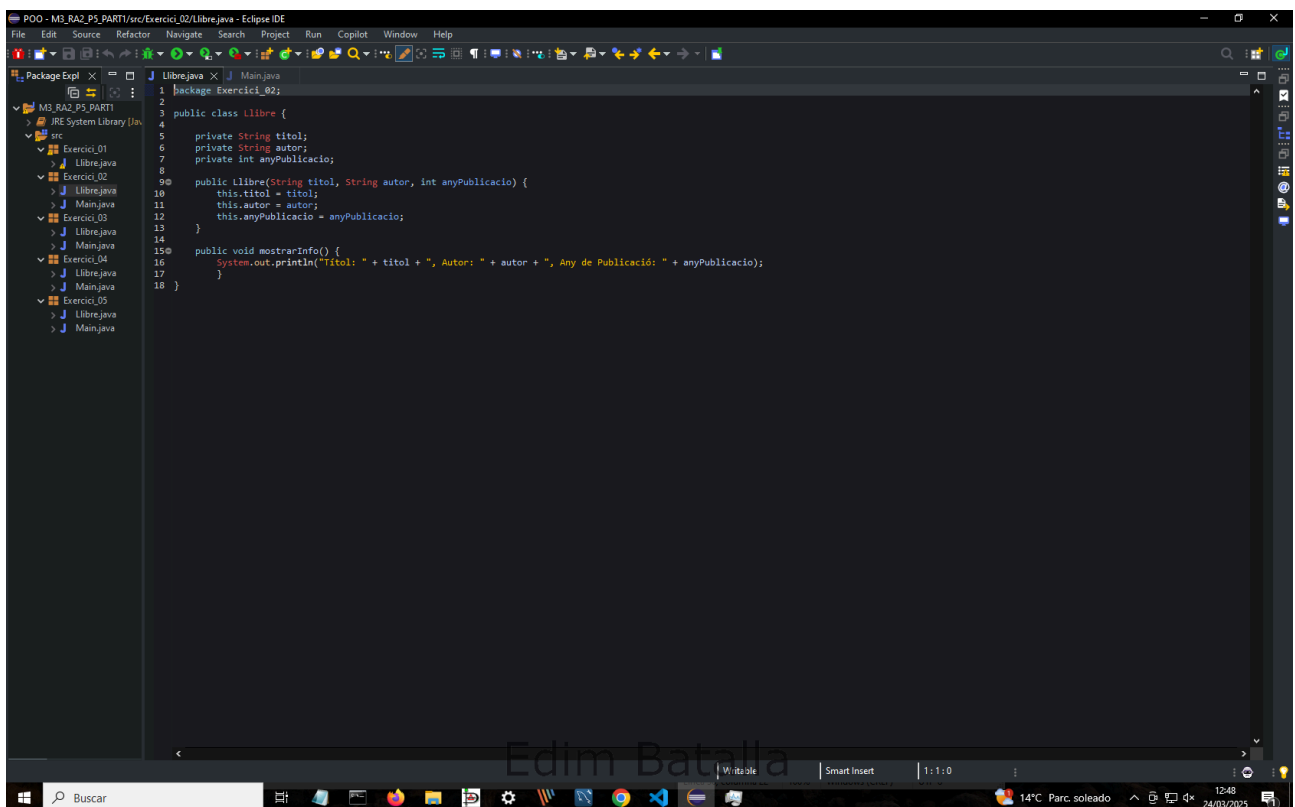 POO - M3_RA2_P5_PART1/src/Exercici_02/Llibre.java - Eclipse IDE
File Edit Source Refactor Navigate Search Project Run Copilot Window Help
Package Expl
Llibre.java
Main.java
M3_RA2_P5_PART1
JRE System Library [Jav
src
Exercici_01
Llibre.java
Exercici_02
Llibre.java
Main.java
Exercici_03
Llibre.java
Main.java
Exercici_04
Llibre.java
Main.java
Exercici_05
Llibre.java
Main.java
1 package Exercici_02;
2
3 public class Llibre {
4
5 private String titol;
6 private String autor;
7 private int anyPublicacio;
8
9 public Llibre(String titol, String autor, int anyPublicacio) {
10 this.titol = titol;
11 this.autor = autor;
12 this.anyPublicacio = anyPublicacio;
13 }
14
15 public void mostrarInfo() {
16 System.out.println("Títol: " + titol + ", Autor: " + autor + ", Any de Publicació: " + anyPublicacio);
17 }
18 }
Edim Batalla
Writable Smart Insert 1:1:0
Buscar
14°C Parc. soleado
12:48
24/03/2025